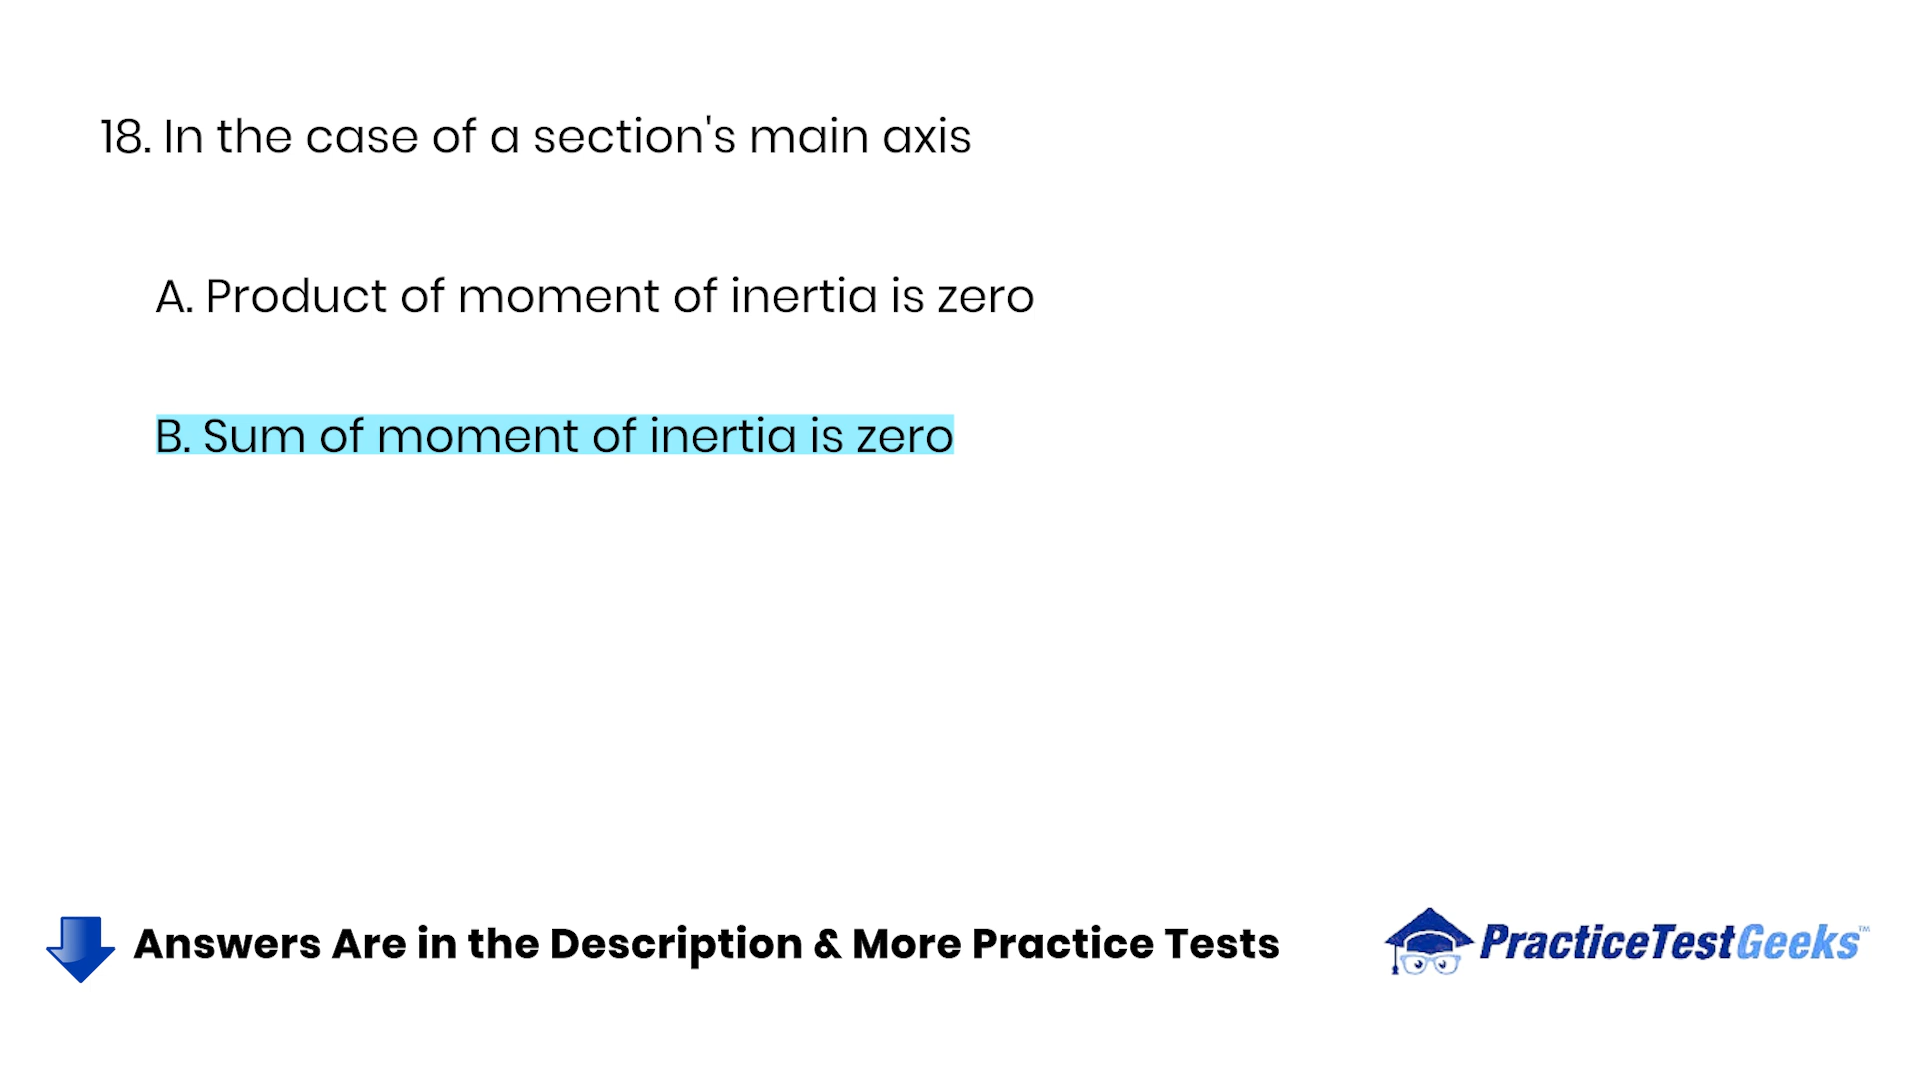 18. In the case of a section's main axis
A. Product of moment of inertia is zero
B. Sum of moment of inertia is zero
Answers Are in the Description & More Practice Tests
PracticeTestGeeks™